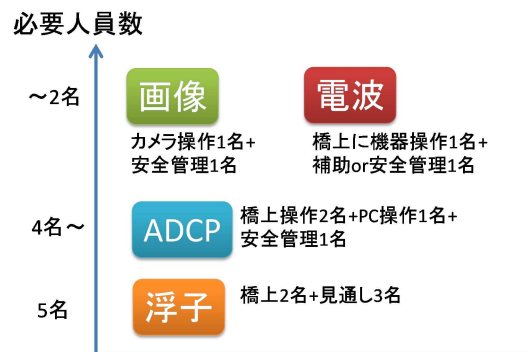 必要人員数
～2名
画像
電波
カメラ操作1名+
安全管理1名
橋上に機器操作1名+
補助or安全管理1名
4名～
ADCP
橋上操作2名+PC操作1名+
安全管理1名
5名
浮子
橋上2名+見通し3名